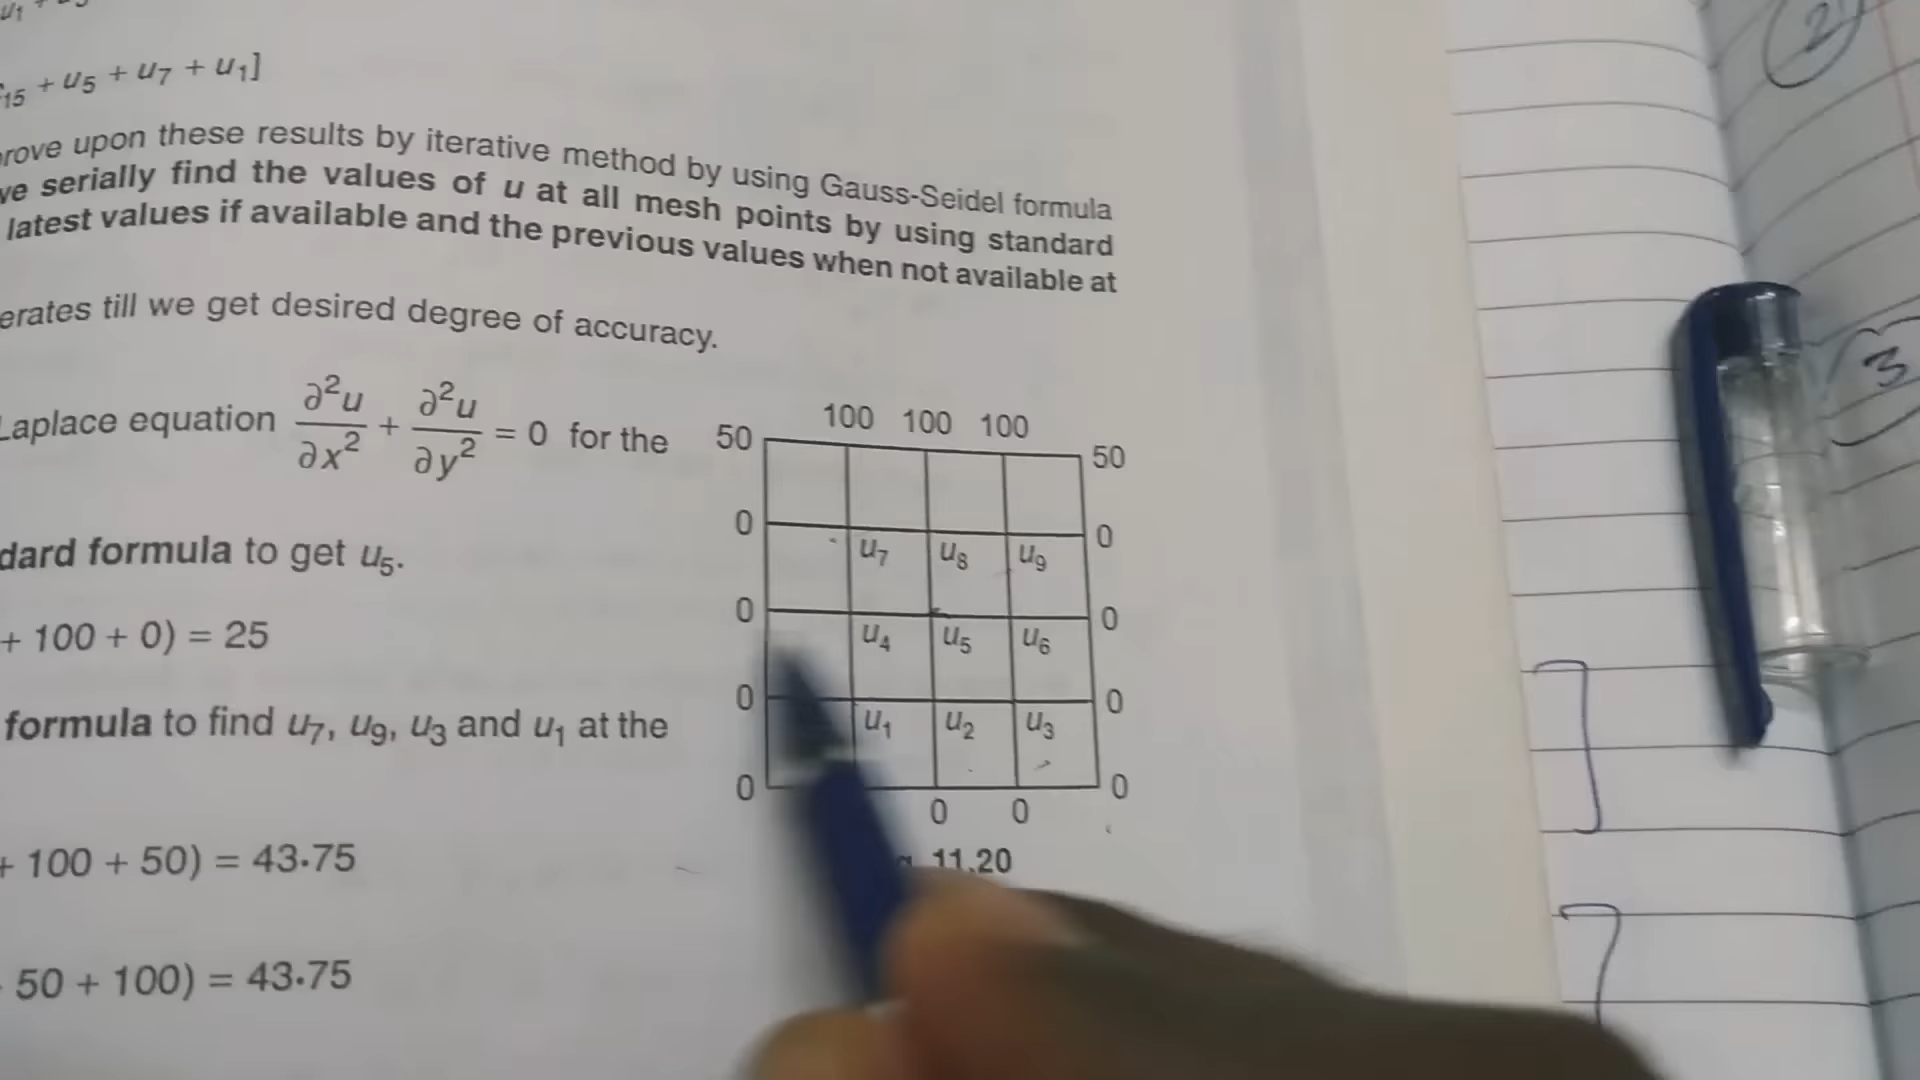 15 + u5 + u7 + u1]
upon these results by iterative method by using Gauss-Seidel formula
serially find the values of u at all mesh points by using standard
latest values if available and the previous values when not available at
erates till we get desired degree of accuracy.
Laplace equation ∂²u/∂x² + ∂²u/∂y² = 0 for the
dard formula to get u5.
+ 100 + 0) = 25
formula to find u7, u9, u3 and u1 at the
+ 100 + 50) = 43·75
50 + 100) = 43·75
100 100 100
50 50
0 0
u7 u8 u9
0 0
u4 u5 u6
0 0
u1 u2 u3
0 0
0 0
11.20
2
3